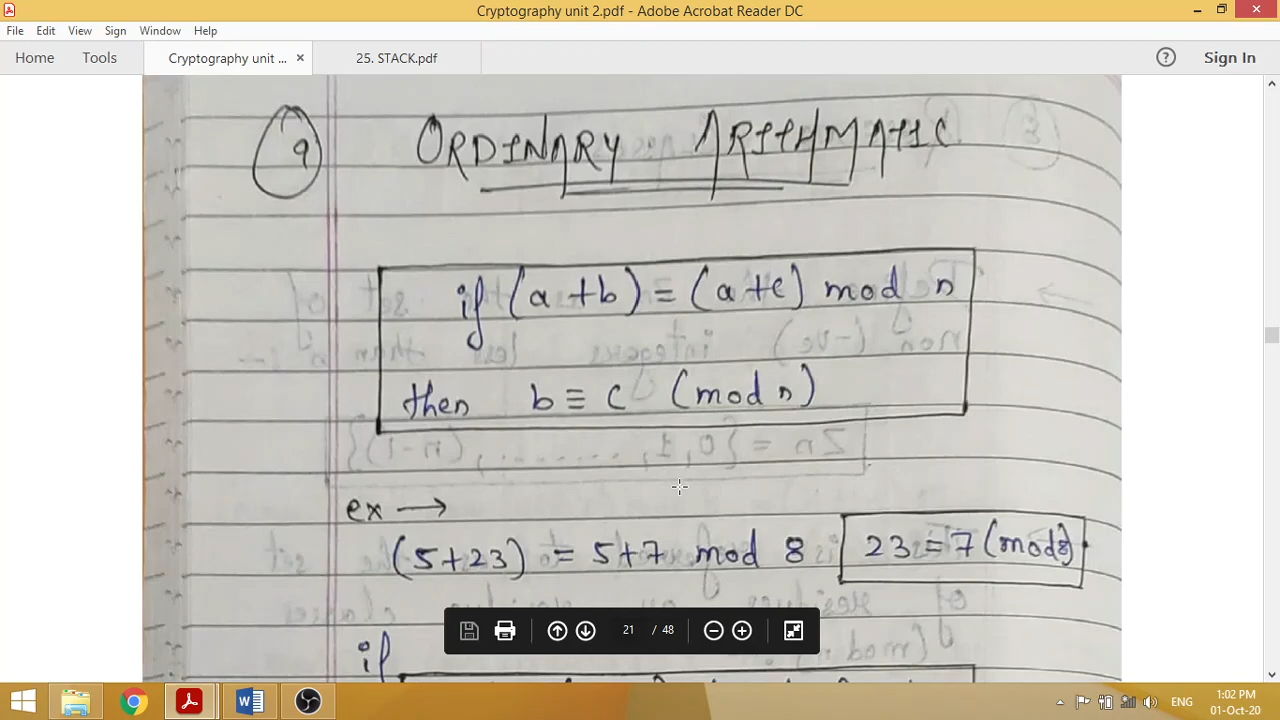 Cryptography unit 2.pdf - Adobe Acrobat Reader DC
File Edit View Sign Window Help
Home Tools Cryptography unit ... × 25. STACK.pdf ? Sign In
9 ORDINARY ARITHMATIC
if (a+b) = (a+c) mod n
then b ≡ c (mod n)
ex →
(5+23) = 5+7 mod 8 23 = 7 (mod 8)
21 / 48
if
ENG
1:02 PM
01-Oct-20